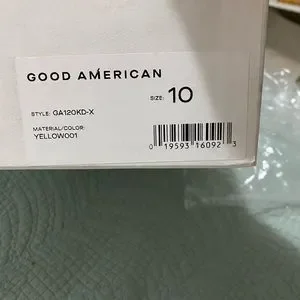 GOOD AMERICAN
STYLE: GA120KD-X
SIZE: 10
MATERIAL/COLOR:
YELLOW001
0 19593 16092 3